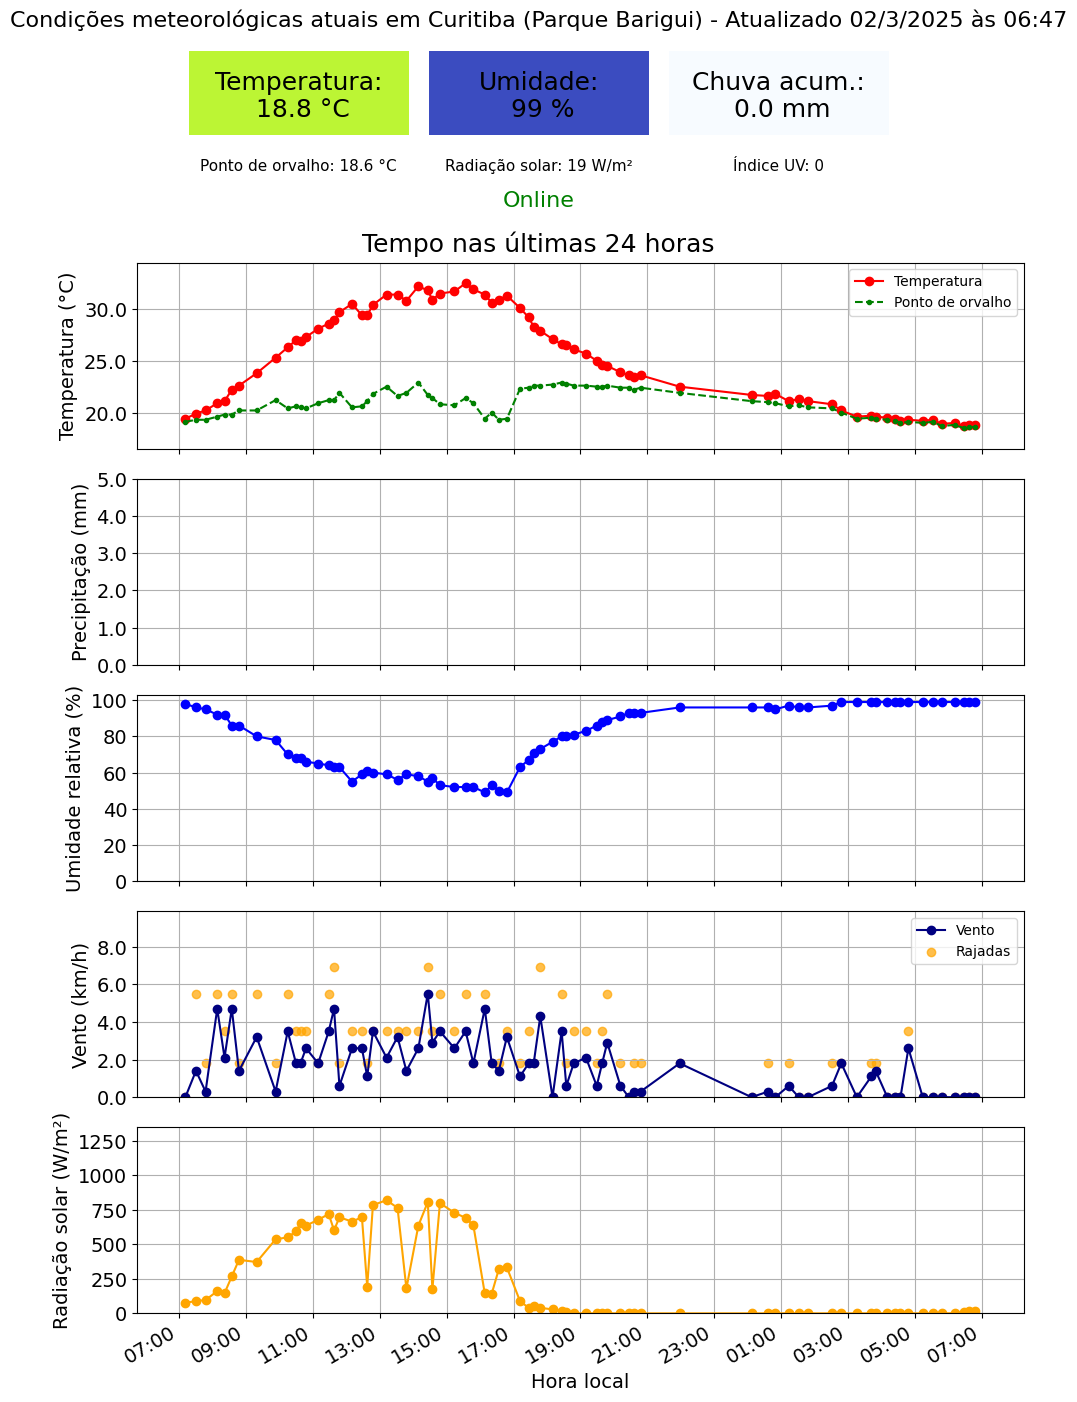 Condições meteorológicas atuais em Curitiba (Parque Barigui) - Atualizado 02/3/2025 às 06:47
Temperatura:
18.8 °C
Umidade:
99 %
Chuva acum.:
0.0 mm
Ponto de orvalho: 18.6 °C
Radiação solar: 19 W/m²
Índice UV: 0
Online
Tempo nas últimas 24 horas
Temperatura (°C)
30.0
25.0
20.0
Temperatura
Ponto de orvalho
Precipitação (mm)
5.0
4.0
3.0
2.0
1.0
0.0
Umidade relativa (%)
100
80
60
40
20
0
Vento (km/h)
8.0
6.0
4.0
2.0
0.0
Vento
Rajadas
Radiação solar (W/m²)
1250
1000
750
500
250
0
07:00 09:00 11:00 13:00 15:00 17:00 19:00 21:00 23:00 01:00 03:00 05:00 07:00
Hora local